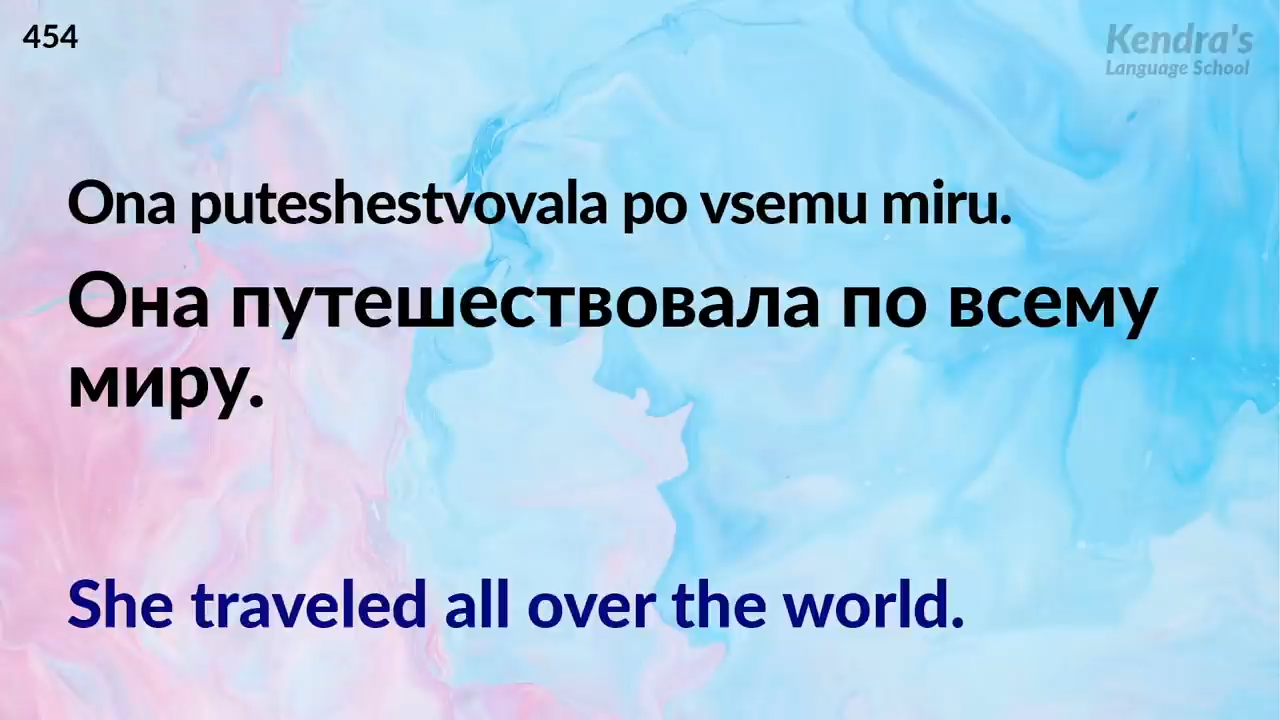 454
Kendra's
Language School
Ona puteshestvovala po vsemu miru.
Она путешествовала по всему
миру.
She traveled all over the world.